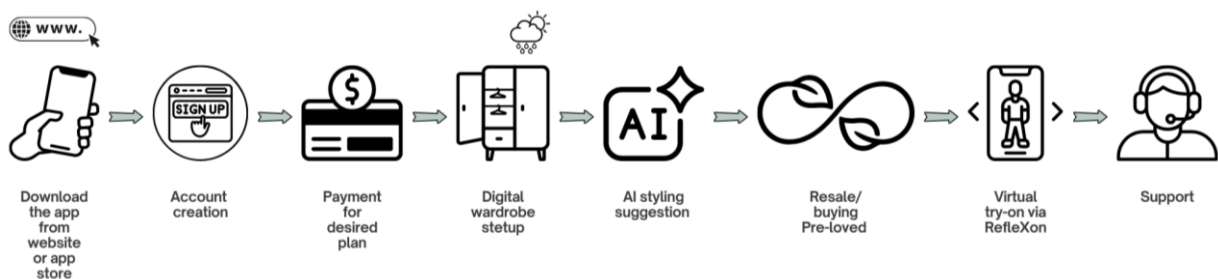 www.
SIGN UP
$
AI
Download
the app
from
website
or app
store
Account
creation
Payment
for
desired
plan
Digital
wardrobe
stetup
AI styling
suggestion
Resale/
buying
Pre-loved
Virtual
try-on via
RefleXon
Support